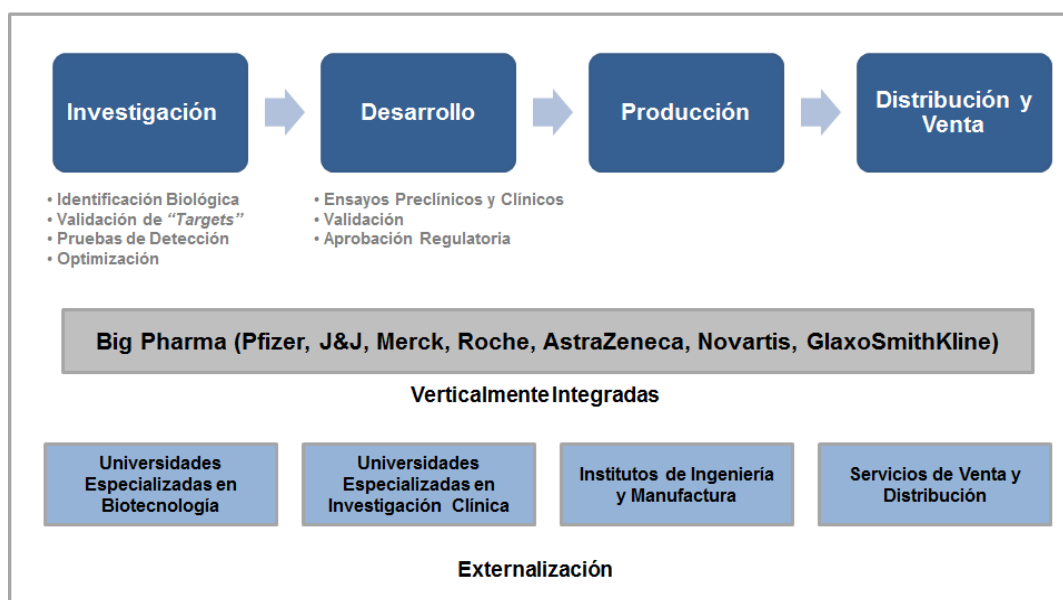 Investigación
Desarrollo
Producción
Distribución y
Venta
• Identificación Biológica
• Validación de “Targets”
• Pruebas de Detección
• Optimización
• Ensayos Preclínicos y Clínicos
• Validación
• Aprobación Regulatoria
Big Pharma (Pfizer, J&J, Merck, Roche, AstraZeneca, Novartis, GlaxoSmithKline)
Verticalmente Integradas
Universidades
Especializadas en
Biotecnología
Universidades
Especializadas en
Investigación Clínica
Institutos de Ingeniería
y Manufactura
Servicios de Venta y
Distribución
Externalización